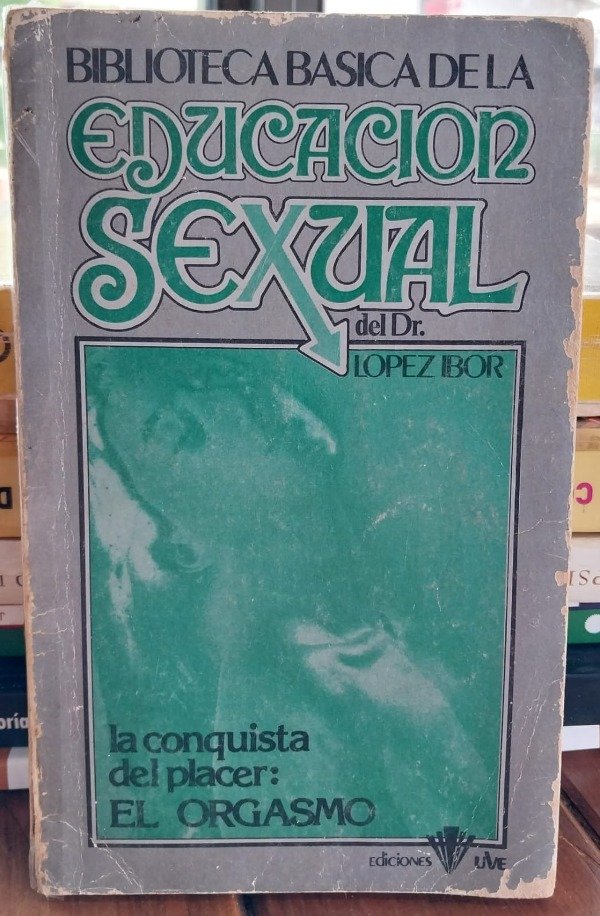 BIBLIOTECA BASICA DE LA
EDUCACION
SEXUAL
del Dr.
LOPEZ IBOR
la conquista
del placer:
EL ORGASMO
EDICIONES UVE